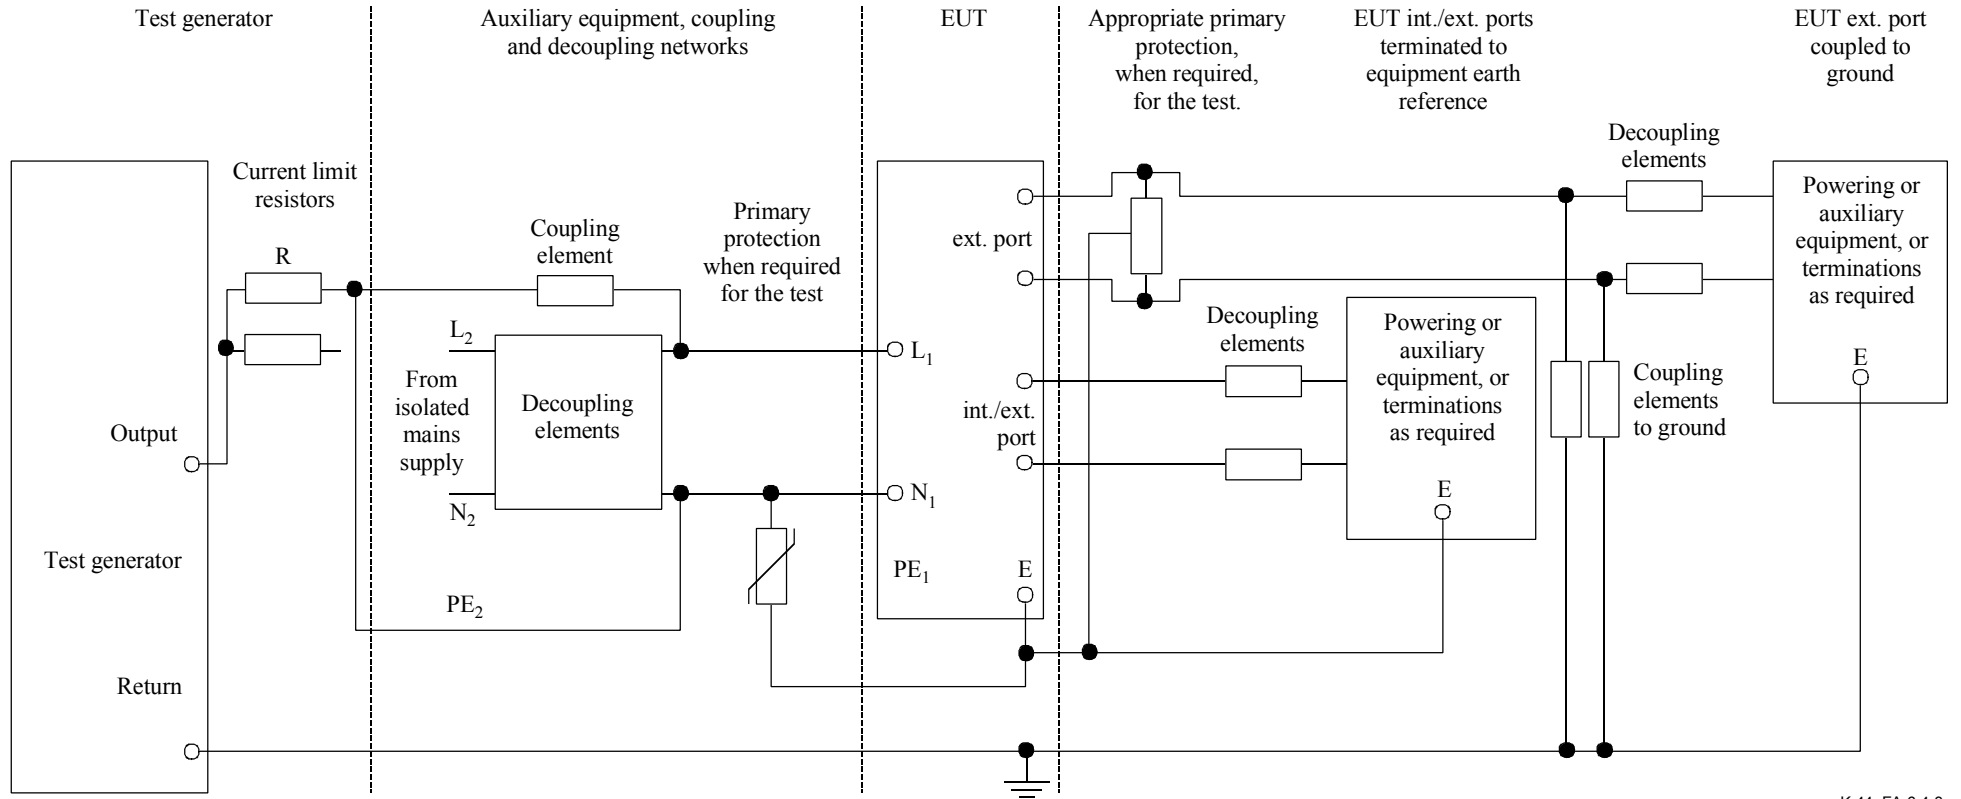 Test generator
Auxiliary equipment, coupling
and decoupling networks
EUT
Appropriate primary
protection,
when required,
for the test.
EUT int./ext. ports
terminated to
equipment earth
reference
EUT ext. port
coupled to
ground
Current limit
resistors
R
Coupling
element
Primary
protection
when required
for the test
L2
From
isolated
mains
supply
N2
Decoupling
elements
PE2
Output
Test generator
Return
ext. port
L1
int./ext.
port
N1
PE1
E
Decoupling
elements
Powering or
auxiliary
equipment, or
terminations
as required
E
Decoupling
elements
Coupling
elements
to ground
Powering or
auxiliary
equipment, or
terminations
as required
E